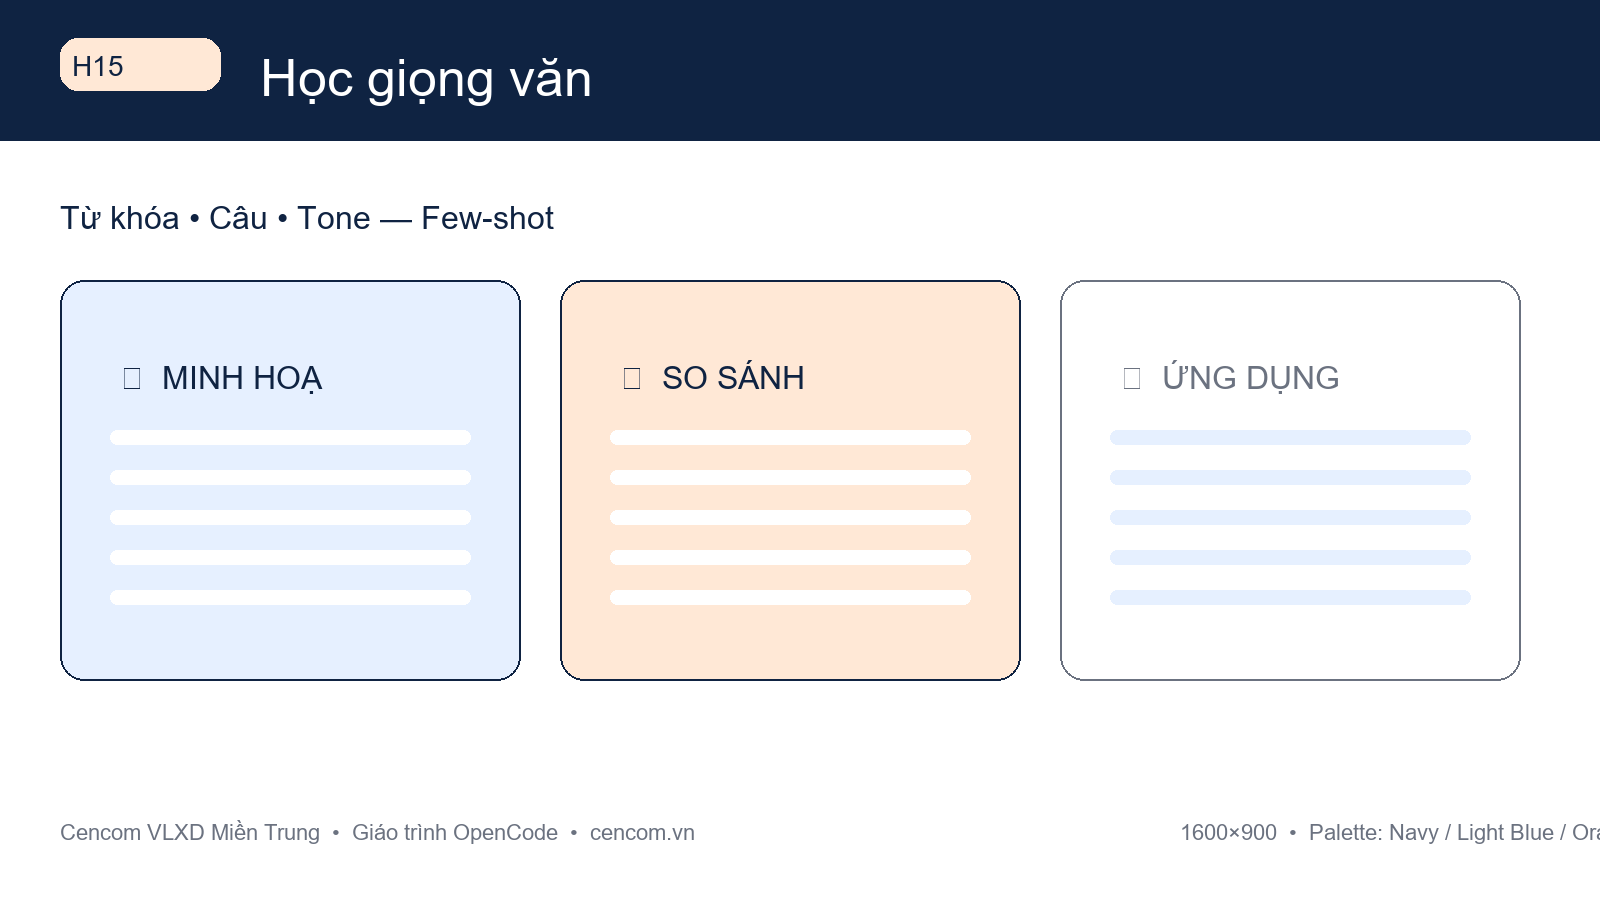 H15
Học giọng văn
Từ khóa • Câu • Tone — Few-shot
MINH HOẠ
SO SÁNH
ỨNG DỤNG
Cencom VLXD Miền Trung • Giáo trình OpenCode • cencom.vn
1600×900 • Palette: Navy / Light Blue / Ora